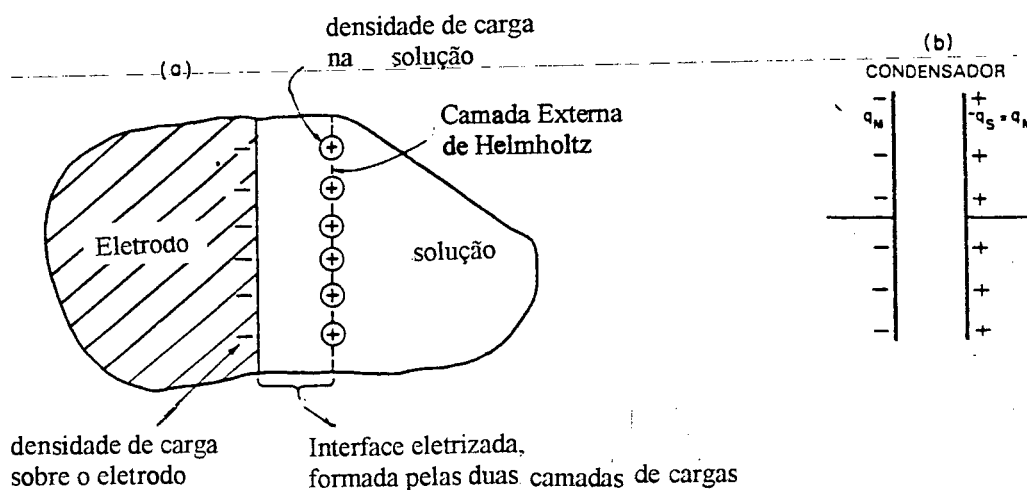 densidade de carga
na solução
(a)
Camada Externa
de Helmholtz
Eletrodo
solução
densidade de carga
sobre o eletrodo
Interface eletrizada,
formada pelas duas camadas de cargas
(b)
CONDENSADOR
− +
q_M
− +
− +
− +
− +
− +